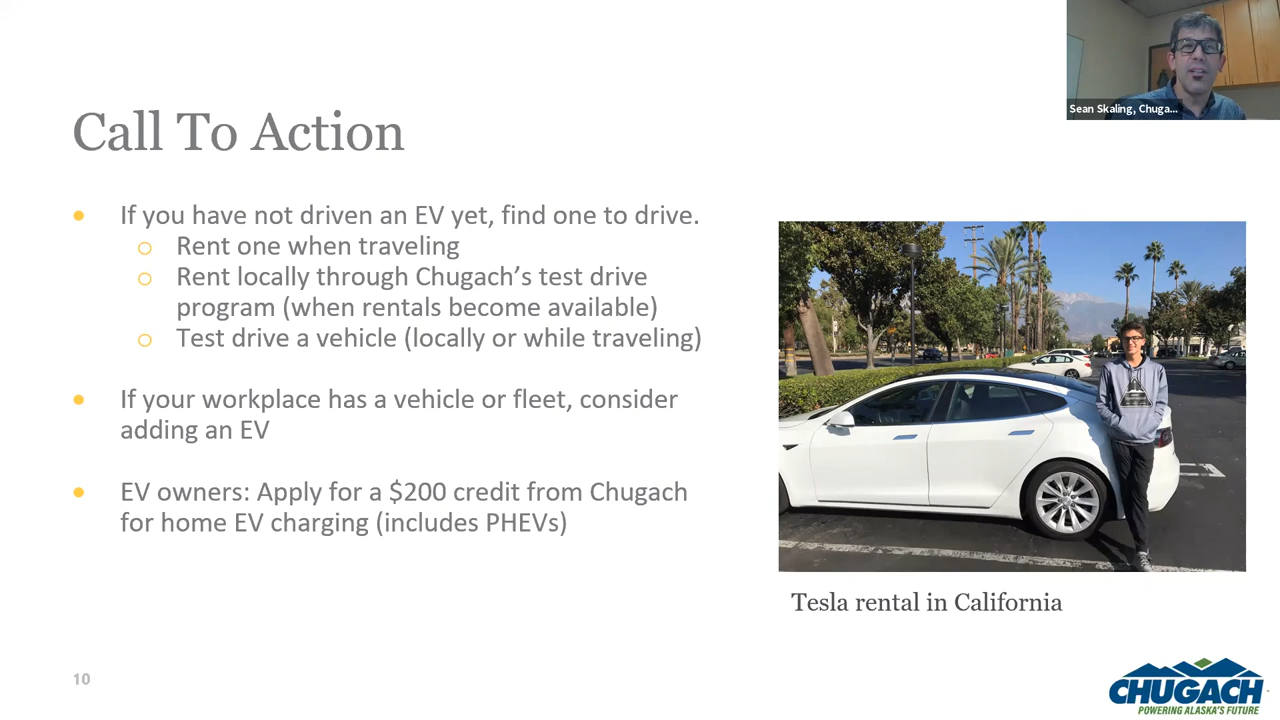 Sean Skaling, Chuga...
Call To Action
• If you have not driven an EV yet, find one to drive.
o Rent one when traveling
o Rent locally through Chugach’s test drive
program (when rentals become available)
o Test drive a vehicle (locally or while traveling)
• If your workplace has a vehicle or fleet, consider
adding an EV
• EV owners: Apply for a $200 credit from Chugach
for home EV charging (includes PHEVs)
Tesla rental in California
10
CHUGACH
POWERING ALASKA'S FUTURE